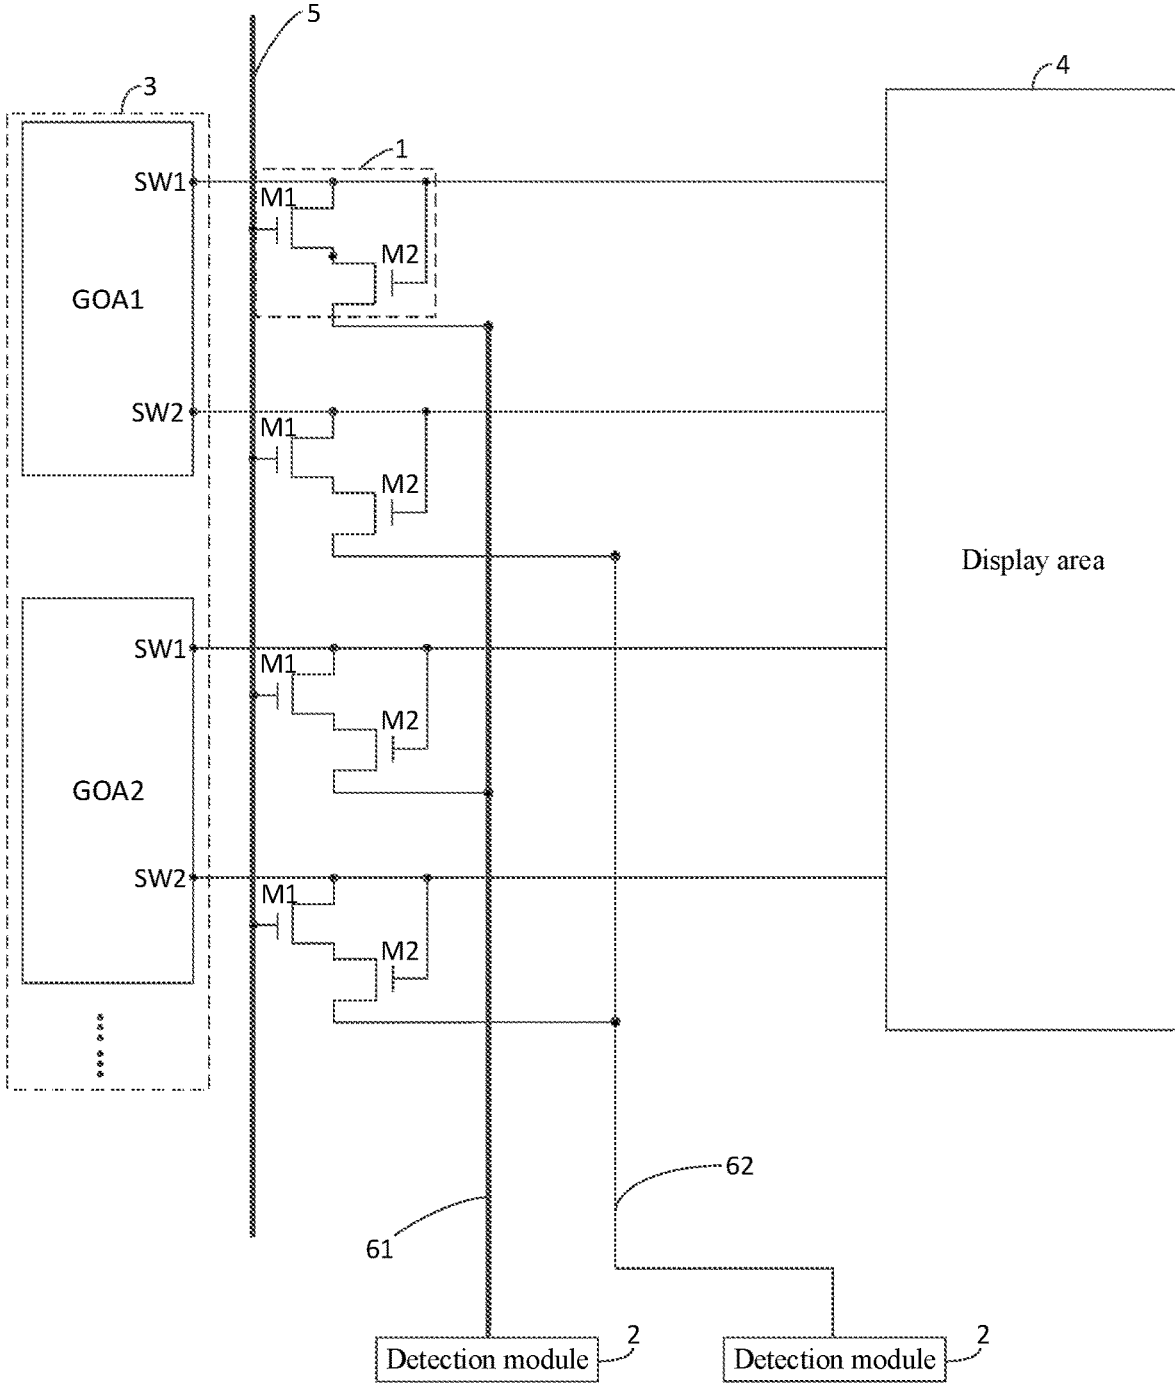 5
4
3
1
SW1
M1
M2
GOA1
SW2
M1
M2
Display area
SW1
M1
M2
GOA2
SW2
M1
M2
62
61
Detection module
2
Detection module
2